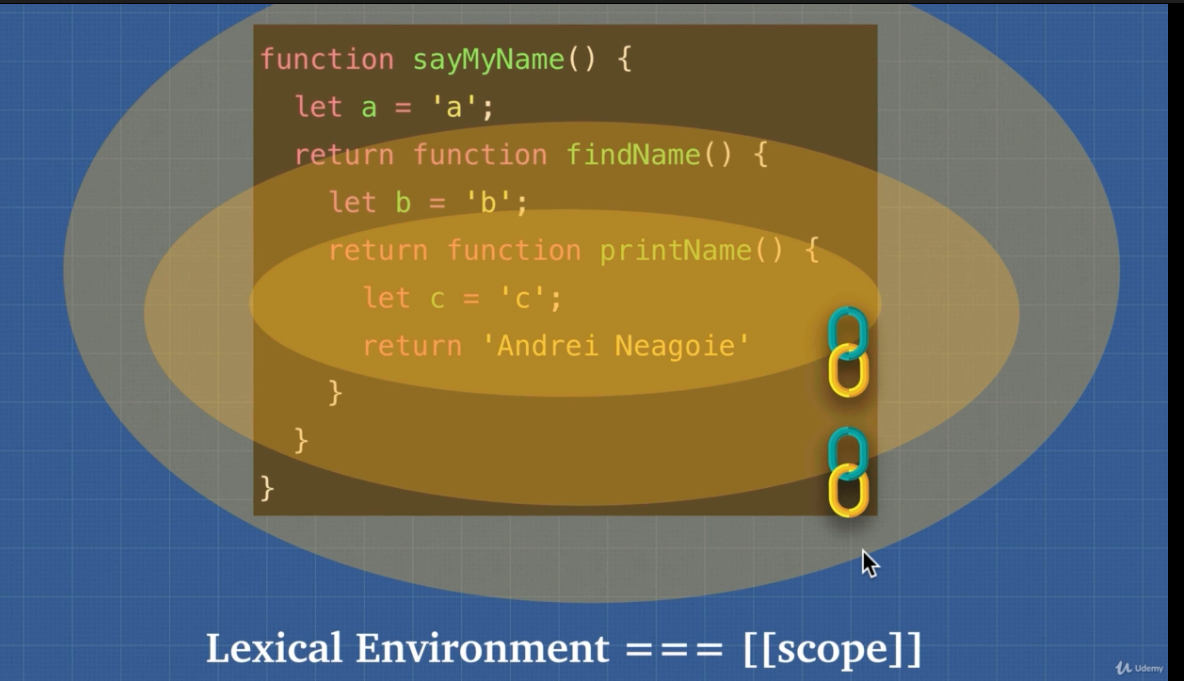 function sayMyName() {
  let a = 'a';
  return function findName() {
    let b = 'b';
    return function printName() {
      let c = 'c';
      return 'Andrei Neagoie'
    }
  }
}
Lexical Environment === [[scope]]
Udemy